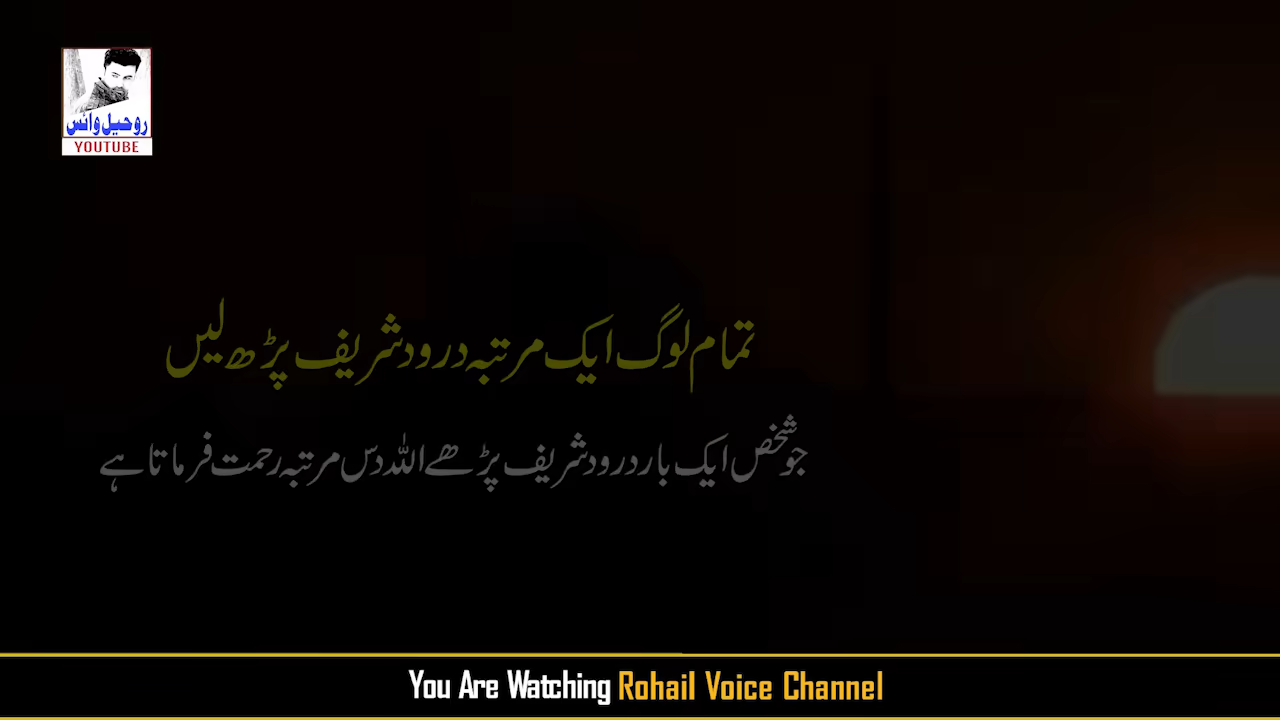 روحیل وائس
YOUTUBE
تمام لوگ ایک مرتبہ درود شریف پڑھ لیں
جو شخص ایک بار درود شریف پڑھے اللہ دس مرتبہ رحمت فرماتا ہے
You Are Watching Rohail Voice Channel